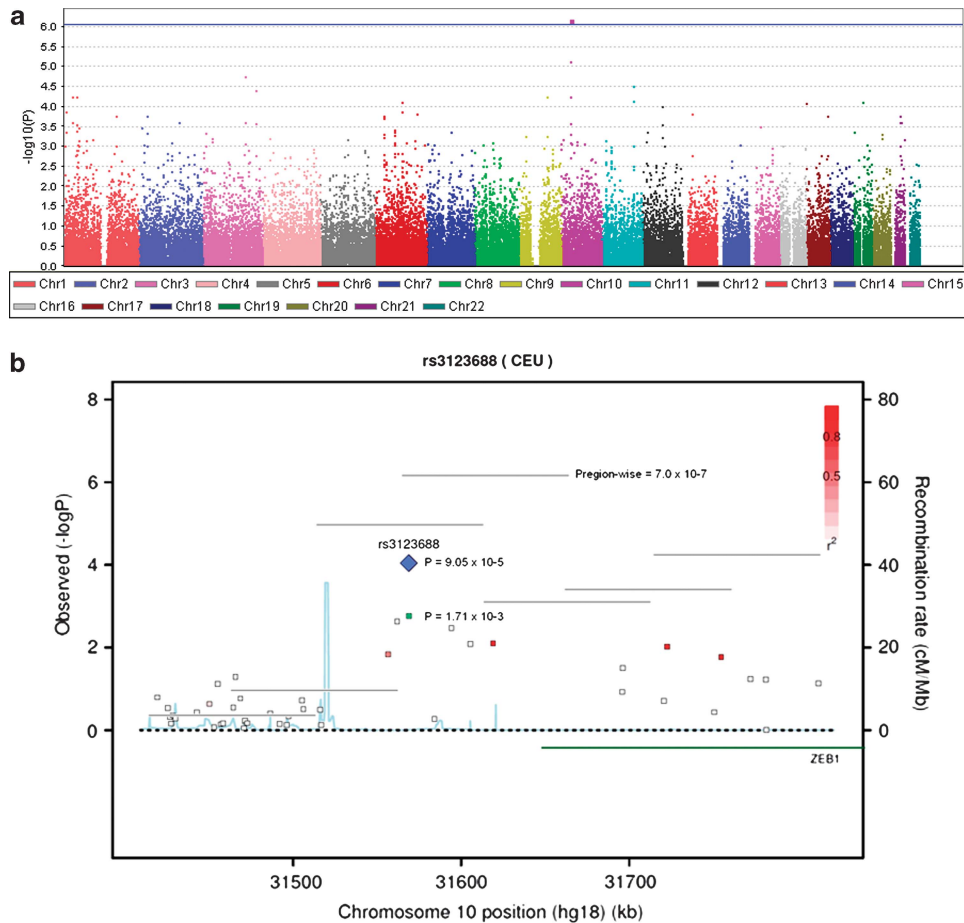 a
6.0
5.5
5.0
4.5
4.0
3.5
3.0
2.5
2.0
1.5
1.0
0.5
0.0
-log10(P)
Chr1 Chr2 Chr3 Chr4 Chr5 Chr6 Chr7 Chr8 Chr9 Chr10 Chr11 Chr12 Chr13 Chr14 Chr15
Chr16 Chr17 Chr18 Chr19 Chr20 Chr21 Chr22
b
rs3123688 ( CEU )
8
6
4
2
0
Observed (-logP)
80
60
40
20
0
Recombination rate (cM/Mb)
0.8
0.5
r2
Pregion-wise = 7.0 x 10-7
rs3123688
P = 9.05 x 10-5
P = 1.71 x 10-3
ZEB1
31500 31600 31700
Chromosome 10 position (hg18) (kb)